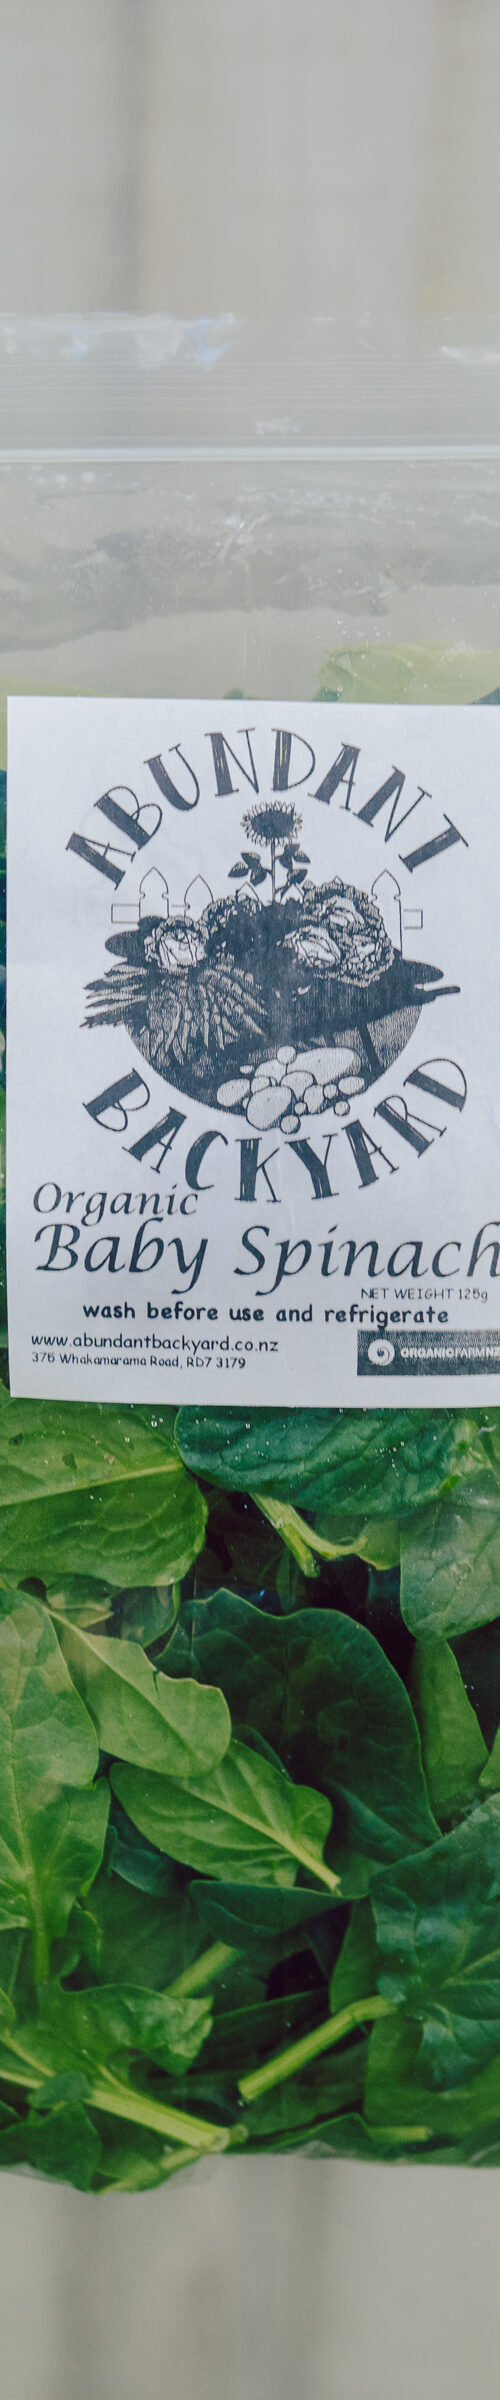 ABUNDANT
BACKYARD
Organic
Baby Spinach
NET WEIGHT 125g
wash before use and refrigerate
www.abundantbackyard.co.nz
376 Whakamarama Road, RD7 3179
ORGANICFARMNZ